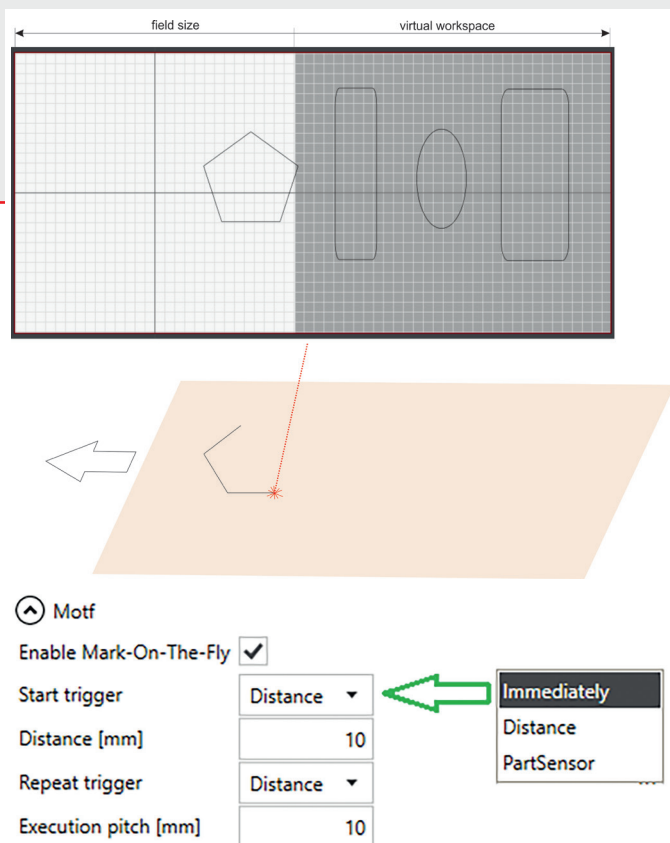 field size
virtual workspace
Motf
Enable Mark-On-The-Fly
Start trigger
Distance
Immediately
Distance
PartSensor
Distance [mm]
10
Repeat trigger
Distance
Execution pitch [mm]
10